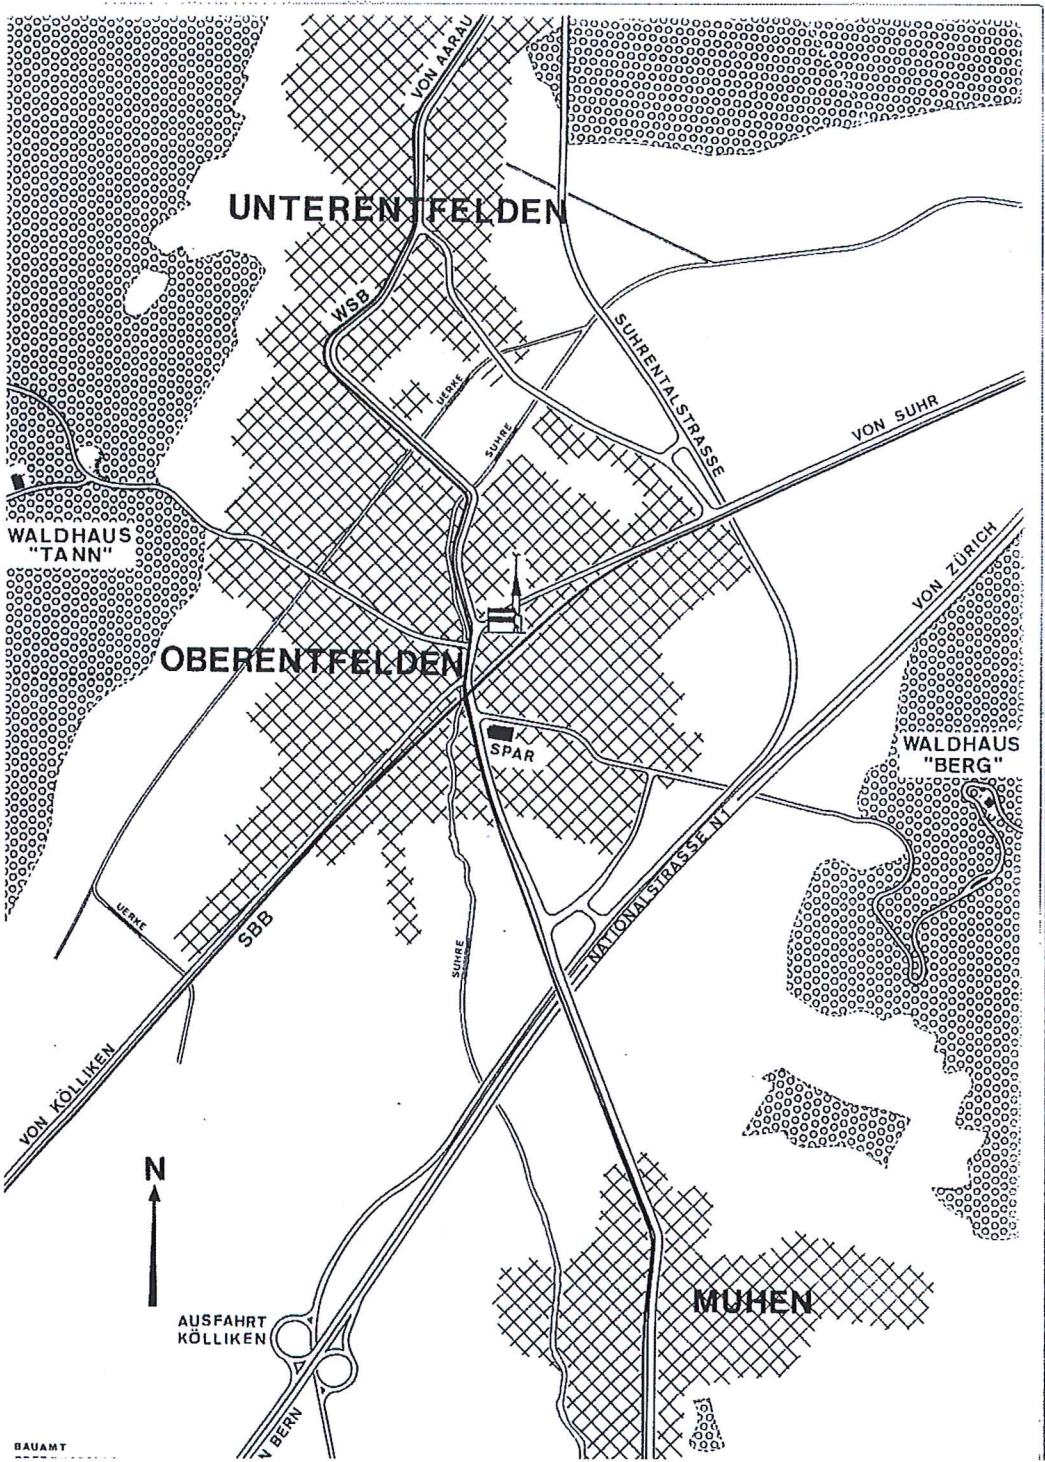 VON AARAU
UNTERENTFELDEN
WSB
SUHRENTALSTRASSE
UERKE
SUHRE
VON SUHR
WALDHAUS
"TANN"
VON ZÜRICH
OBERENTFELDEN
SPAR
WALDHAUS
"BERG"
NATIONALSTRASSE N1
UERKE
SBB
SUHRE
VON KÖLLIKEN
N
AUSFAHRT
KÖLLIKEN
MUHEN
N BERN
BAUAMT